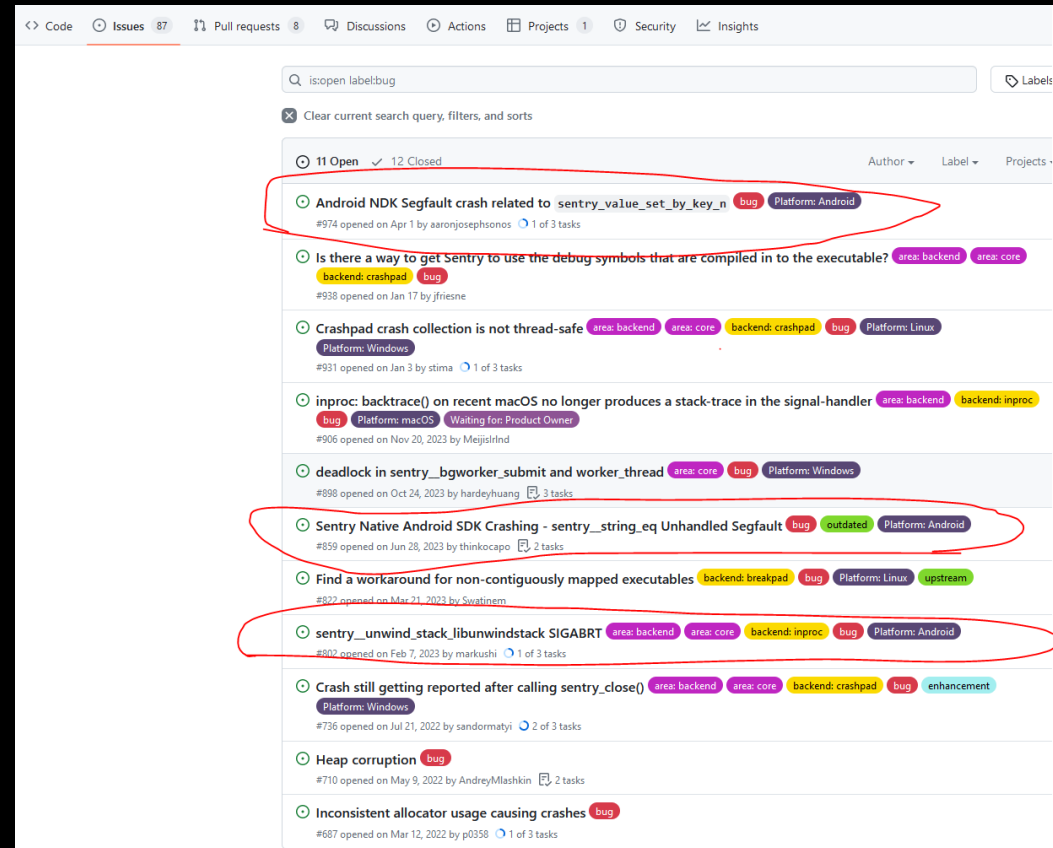 Code Issues 87 Pull requests 8 Discussions Actions Projects 1 Security Insights
is:open label:bug Labels
Clear current search query, filters, and sorts
11 Open 12 Closed Author Label Projects
Android NDK Segfault crash related to sentry_value_set_by_key_n bug Platform: Android
#974 opened on Apr 1 by aaronjosephsonos 1 of 3 tasks
Is there a way to get Sentry to use the debug symbols that are compiled in to the executable? area: backend area: core
backend: crashpad bug
#938 opened on Jan 17 by jfriesne
Crashpad crash collection is not thread-safe area: backend area: core backend: crashpad bug Platform: Linux
Platform: Windows
#931 opened on Jan 3 by stima 1 of 3 tasks
inproc: backtrace() on recent macOS no longer produces a stack-trace in the signal-handler area: backend backend: inproc
bug Platform: macOS Waiting for: Product Owner
#906 opened on Nov 20, 2023 by MeijisIrlnd
deadlock in sentry__bgworker_submit and worker_thread area: core bug Platform: Windows
#898 opened on Oct 24, 2023 by hardeyhuang 3 tasks
Sentry Native Android SDK Crashing - sentry__string_eq Unhandled Segfault bug outdated Platform: Android
#859 opened on Jun 28, 2023 by thinkocapo 2 tasks
Find a workaround for non-contiguously mapped executables backend: breakpad bug Platform: Linux upstream
#822 opened on Mar 21, 2023 by Swatinem
sentry__unwind_stack_libunwindstack SIGABRT area: backend area: core backend: inproc bug Platform: Android
#802 opened on Feb 7, 2023 by markushi 1 of 3 tasks
Crash still getting reported after calling sentry_close() area: backend area: core backend: crashpad bug enhancement
Platform: Windows
#736 opened on Jul 21, 2022 by sandormatyi 2 of 3 tasks
Heap corruption bug
#710 opened on May 9, 2022 by AndreyMlashkin 2 tasks
Inconsistent allocator usage causing crashes bug
#687 opened on Mar 12, 2022 by p0358 1 of 3 tasks